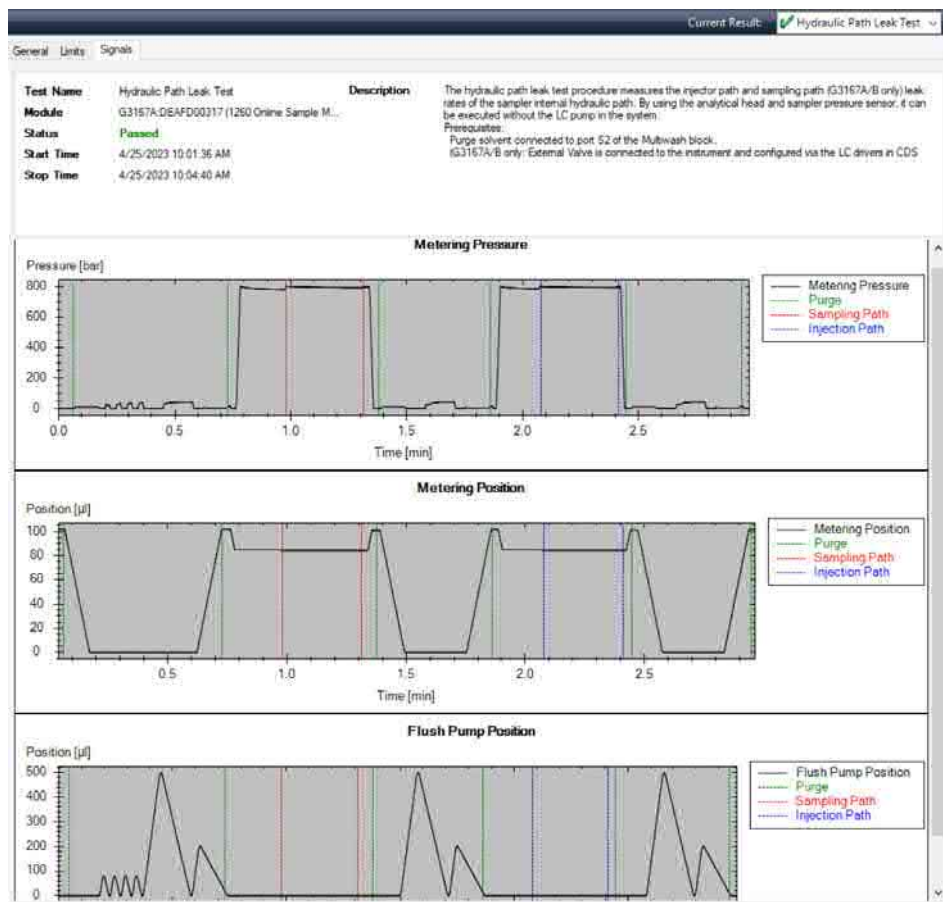 Current Result: Hydraulic Path Leak Test
General Limits Signals
Test Name Hydraulic Path Leak Test
Module G3167A:DEAFD00317 (1260 Online Sample M...
Status Passed
Start Time 4/25/2023 10:01:36 AM
Stop Time 4/25/2023 10:04:40 AM
Description The hydraulic path leak test procedure measures the injector path and sampling path (G3167A/B only) leak
rates of the sampler internal hydraulic path. By using the analytical head and sampler pressure sensor, it can
be executed without the LC pump in the system.
Prerequisites:
Purge solvent connected to port S2 of the Multiwash block.
(G3167A/B only: External Valve is connected to the instrument and configured via the LC drivers in CDS
Metering Pressure
Pressure [bar]
800
600
400
200
0
0.0 0.5 1.0 1.5 2.0 2.5
Time [min]
Metering Pressure
Purge
Sampling Path
Injection Path
Metering Position
Position [µl]
100
80
60
40
20
0
0.5 1.0 1.5 2.0 2.5
Time [min]
Metering Position
Purge
Sampling Path
Injection Path
Flush Pump Position
Position [µl]
500
400
300
200
100
0
Flush Pump Position
Purge
Sampling Path
Injection Path